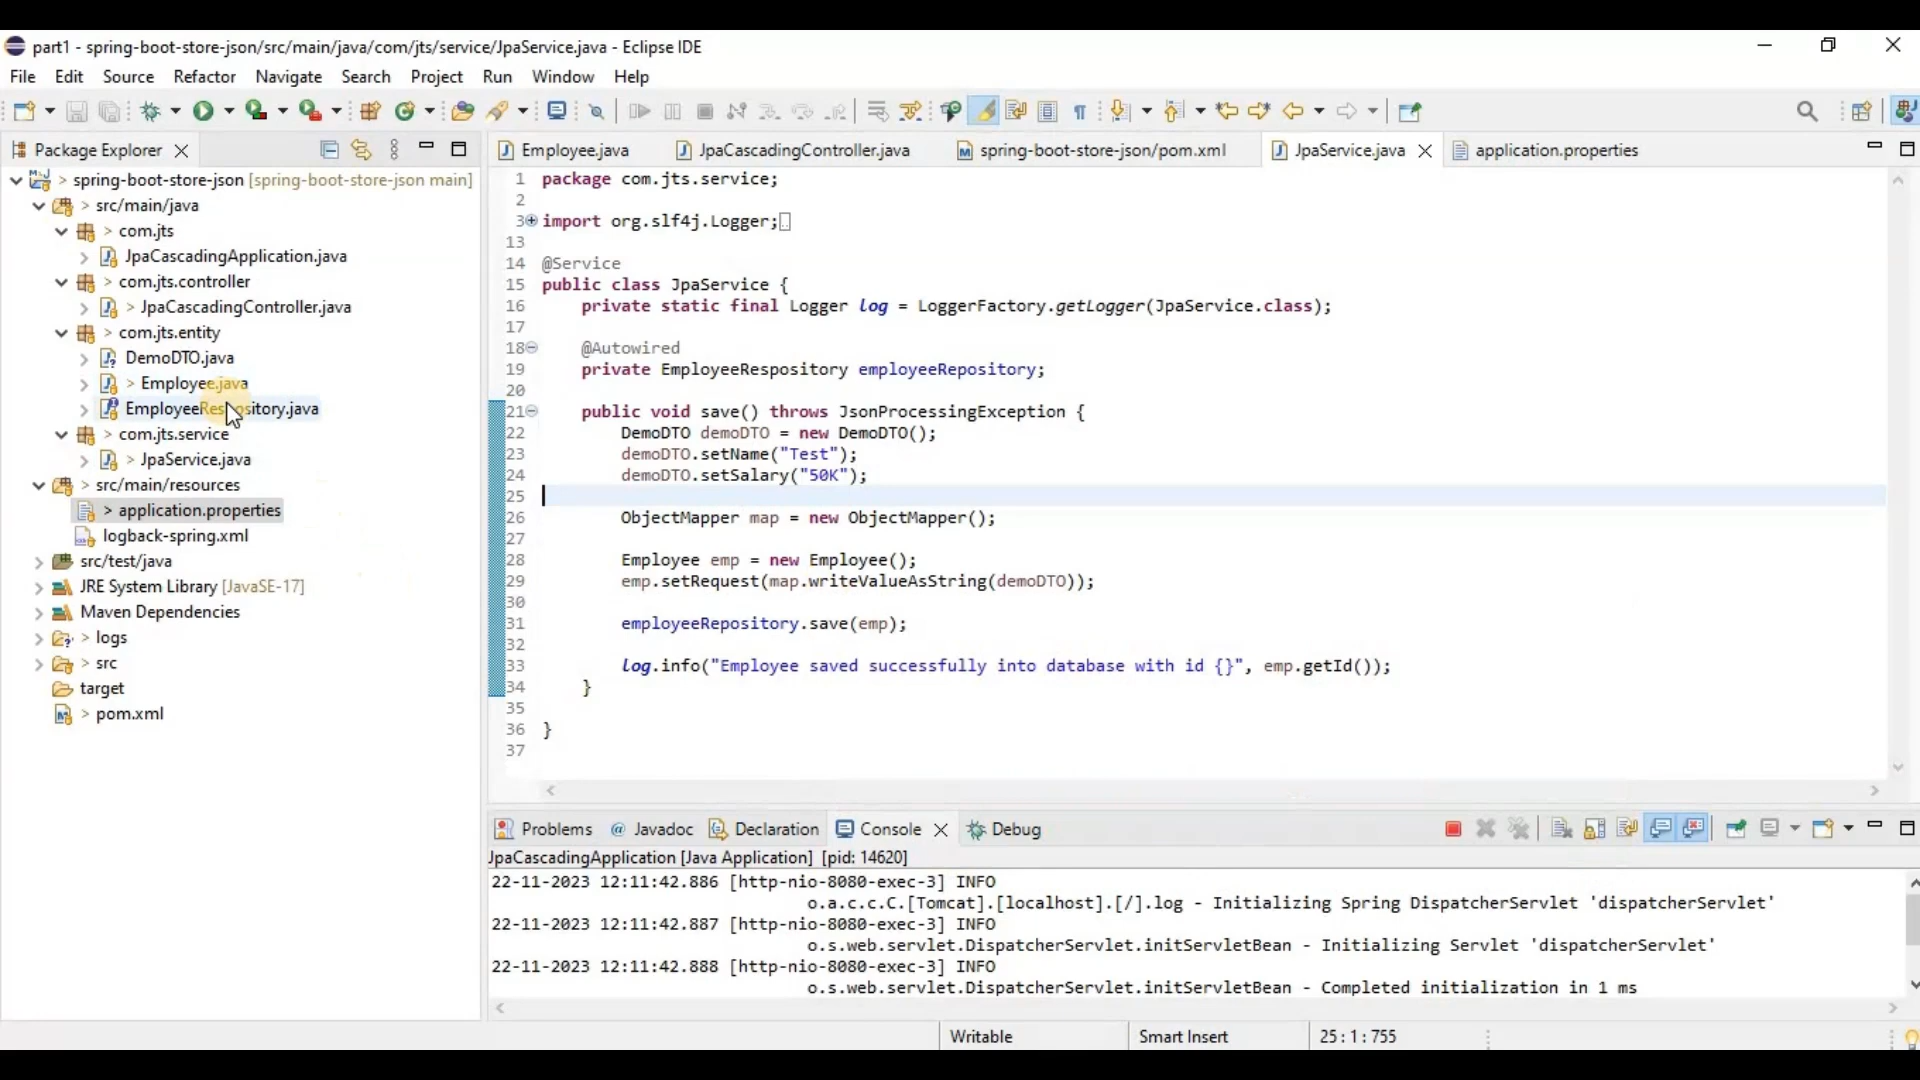 part1 - spring-boot-store-json/src/main/java/com/jts/service/JpaService.java - Eclipse IDE
File Edit Source Refactor Navigate Search Project Run Window Help
Package Explorer
> spring-boot-store-json [spring-boot-store-json main]
> src/main/java
> com.jts
JpaCascadingApplication.java
> com.jts.controller
> JpaCascadingController.java
> com.jts.entity
DemoDTO.java
> Employee.java
EmployeeRespository.java
> com.jts.service
> JpaService.java
> src/main/resources
> application.properties
logback-spring.xml
src/test/java
JRE System Library [JavaSE-17]
Maven Dependencies
> logs
> src
target
> pom.xml
Employee.java JpaCascadingController.java spring-boot-store-json/pom.xml JpaService.java application.properties
1 package com.jts.service;
2
3 import org.slf4j.Logger;
13
14 @Service
15 public class JpaService {
16 private static final Logger log = LoggerFactory.getLogger(JpaService.class);
17
18 @Autowired
19 private EmployeeRespository employeeRepository;
20
21 public void save() throws JsonProcessingException {
22 DemoDTO demoDTO = new DemoDTO();
23 demoDTO.setName("Test");
24 demoDTO.setSalary("50K");
25
26 ObjectMapper map = new ObjectMapper();
27
28 Employee emp = new Employee();
29 emp.setRequest(map.writeValueAsString(demoDTO));
30
31 employeeRepository.save(emp);
32
33 log.info("Employee saved successfully into database with id {}", emp.getId());
34 }
35
36 }
37
Problems Javadoc Declaration Console Debug
JpaCascadingApplication [Java Application] [pid: 14620]
22-11-2023 12:11:42.886 [http-nio-8080-exec-3] INFO
o.a.c.c.C.[Tomcat].[localhost].[/].log - Initializing Spring DispatcherServlet 'dispatcherServlet'
22-11-2023 12:11:42.887 [http-nio-8080-exec-3] INFO
o.s.web.servlet.DispatcherServlet.initServletBean - Initializing Servlet 'dispatcherServlet'
22-11-2023 12:11:42.888 [http-nio-8080-exec-3] INFO
o.s.web.servlet.DispatcherServlet.initServletBean - Completed initialization in 1 ms
Writable Smart Insert 25 : 1 : 755